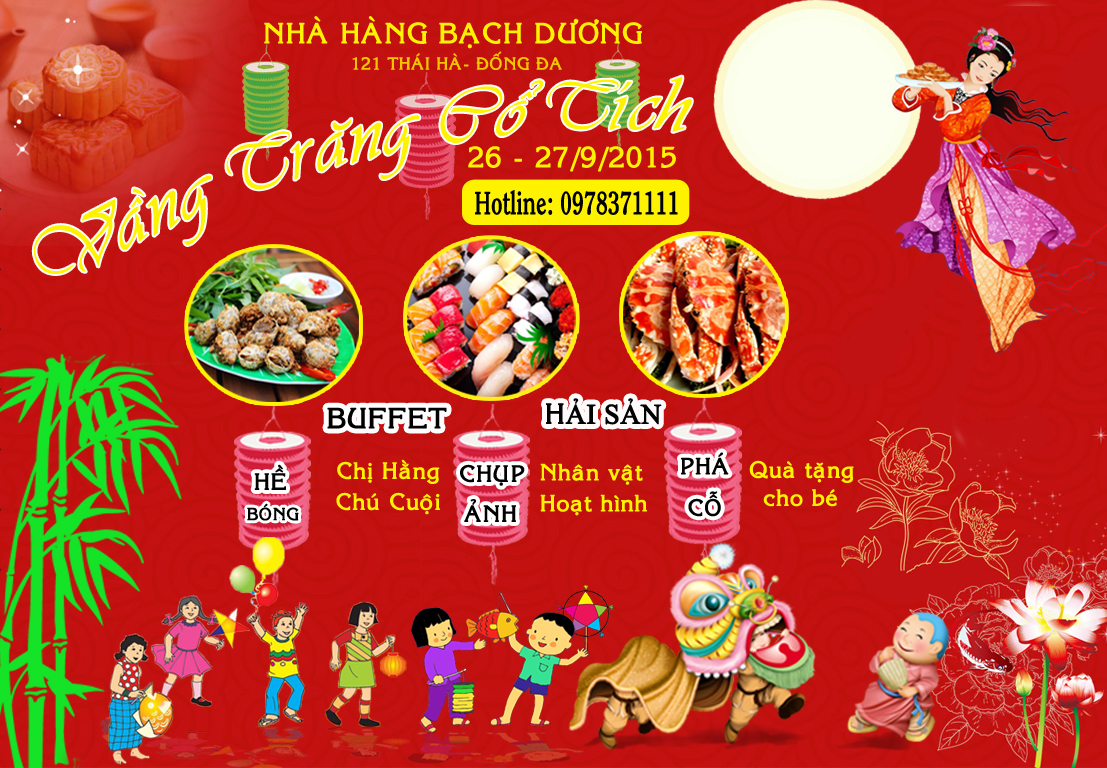 NHÀ HÀNG BẠCH DƯƠNG
121 THÁI HÀ- ĐỐNG ĐA
Vầng Trăng Cổ Tích
26 - 27/9/2015
Hotline: 0978371111
BUFFET
HẢI SẢN
HỀ
BÓNG
Chị Hằng
Chú Cuội
CHỤP
ẢNH
Nhân vật
Hoạt hình
PHÁ
CỖ
Quà tặng
cho bé